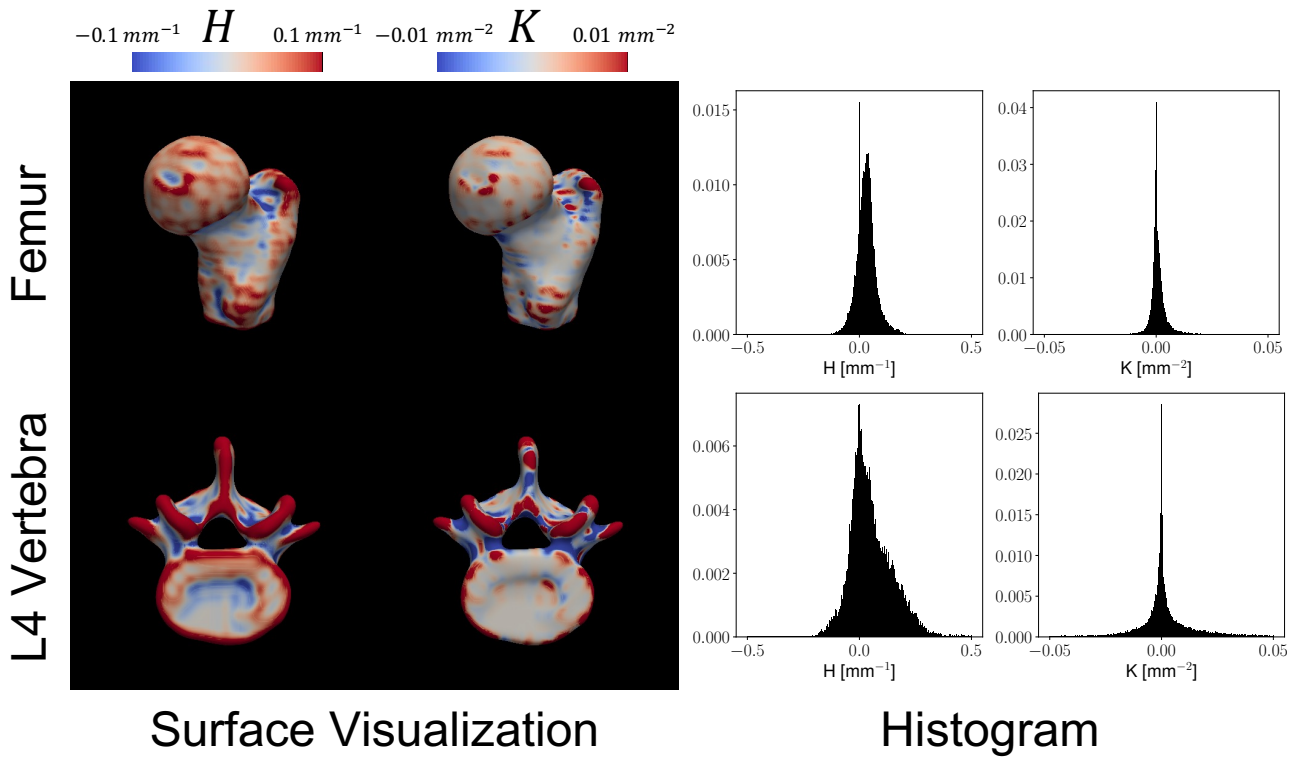 −0.1 mm⁻¹ H 0.1 mm⁻¹ −0.01 mm⁻² K 0.01 mm⁻²
Femur
0.015
0.010
0.005
0.000
−0.5 0.0 0.5
H [mm⁻¹]
0.04
0.03
0.02
0.01
0.00
−0.05 0.00 0.05
K [mm⁻²]
L4 Vertebra
0.006
0.004
0.002
0.000
−0.5 0.0 0.5
H [mm⁻¹]
0.025
0.020
0.015
0.010
0.005
0.000
−0.05 0.00 0.05
K [mm⁻²]
Surface Visualization
Histogram